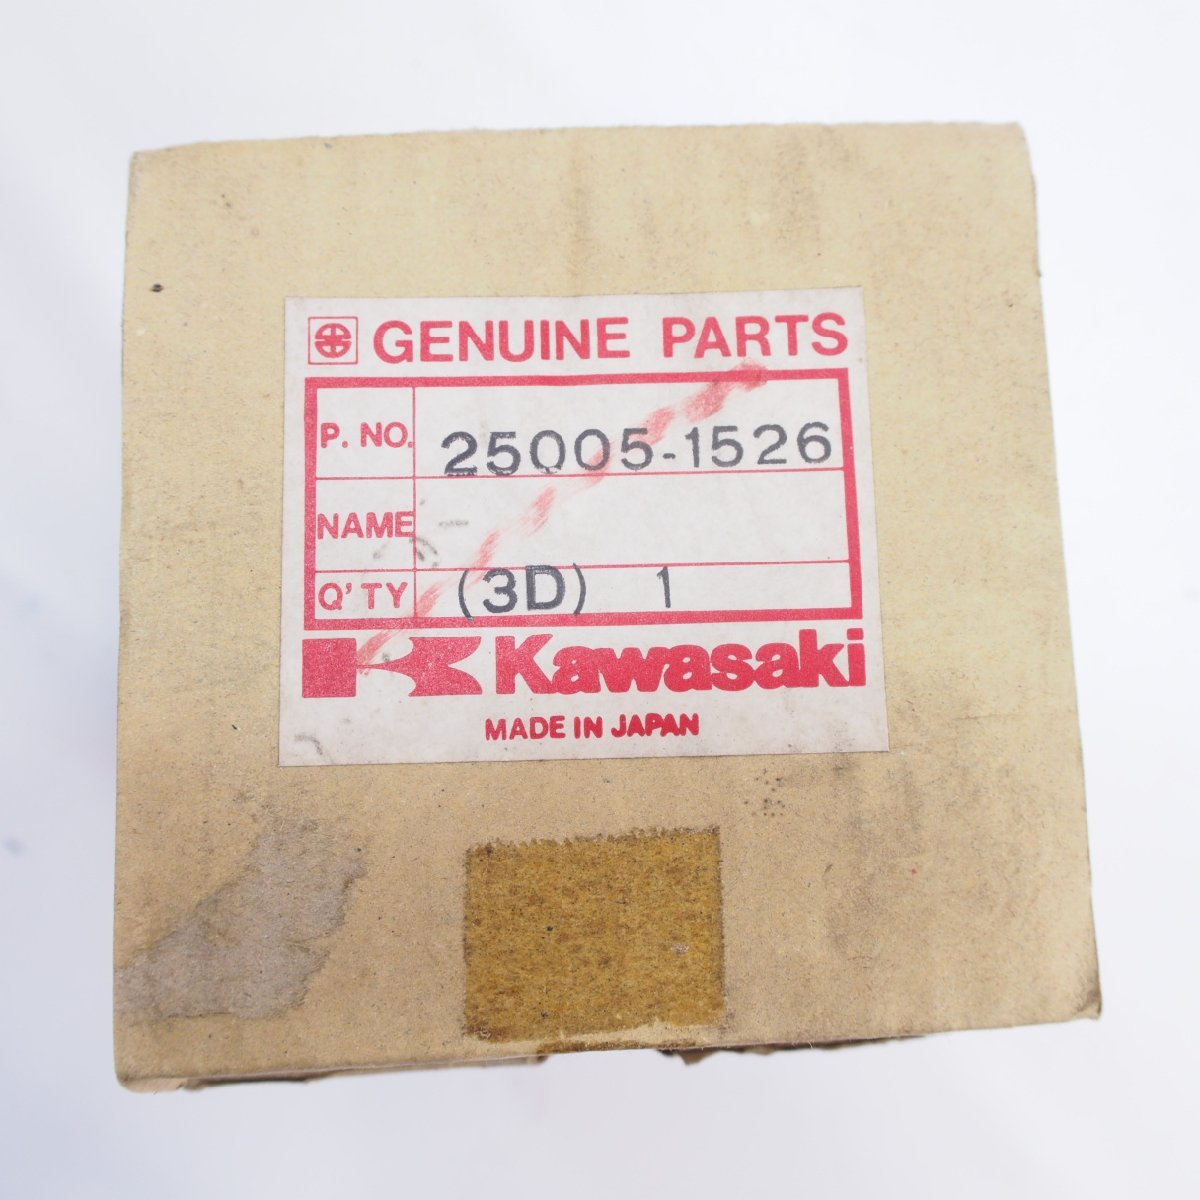 GENUINE PARTS
P. NO. 25005-1526
NAME
Q'TY (3D) 1
Kawasaki
MADE IN JAPAN